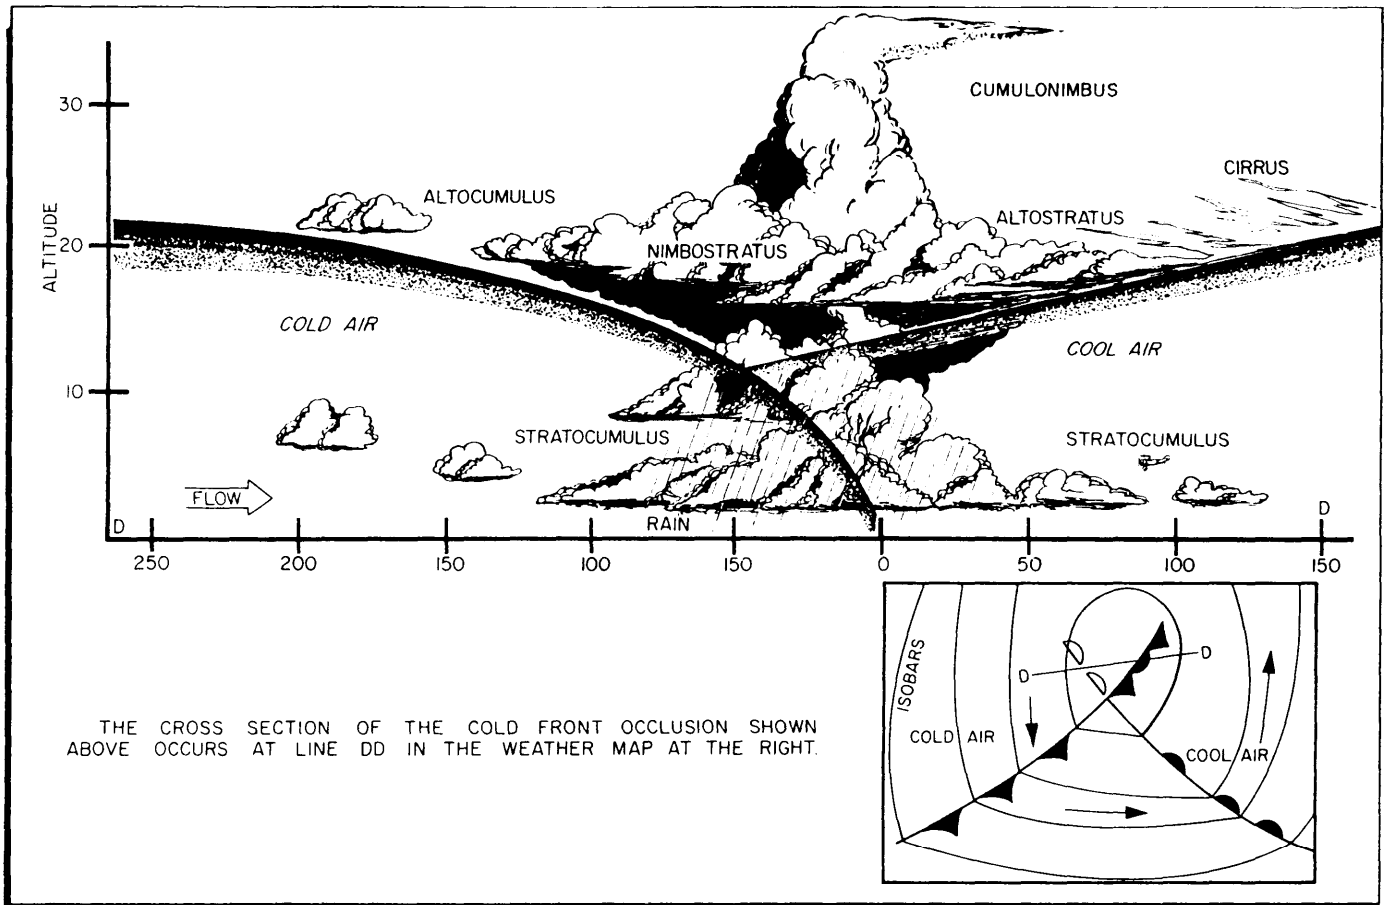 CUMULONIMBUS
30
CIRRUS
ALTOCUMULUS
ALTOSTRATUS
ALTITUDE
20
NIMBOSTRATUS
COLD AIR
COOL AIR
10
STRATOCUMULUS
STRATOCUMULUS
FLOW
D
RAIN
D
250
200
100
150
0
50
100
150
ISOBARS
D
D
COLD AIR
COOL AIR
THE CROSS SECTION OF THE COLD FRONT OCCLUSION SHOWN
ABOVE OCCURS AT LINE DD IN THE WEATHER MAP AT THE RIGHT.